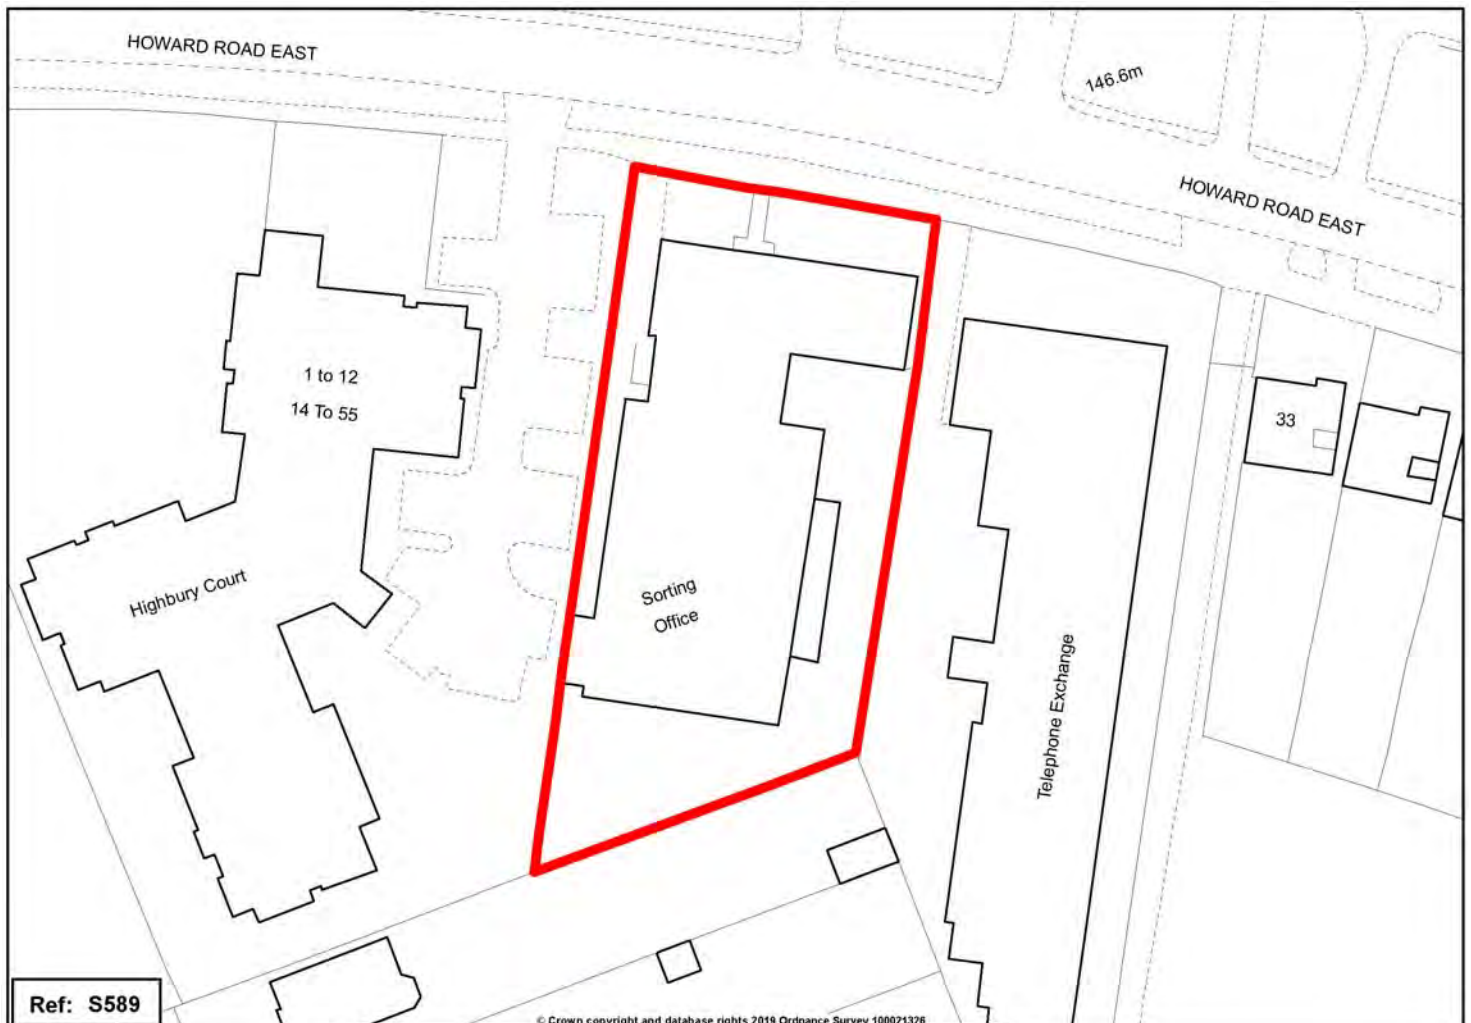 HOWARD ROAD EAST
146.6m
HOWARD ROAD EAST
1 to 12
14 To 55
33
Highbury Court
Sorting
Office
Telephone Exchange
Ref: S589
© Crown copyright and database rights 2019 Ordnance Survey 100021326